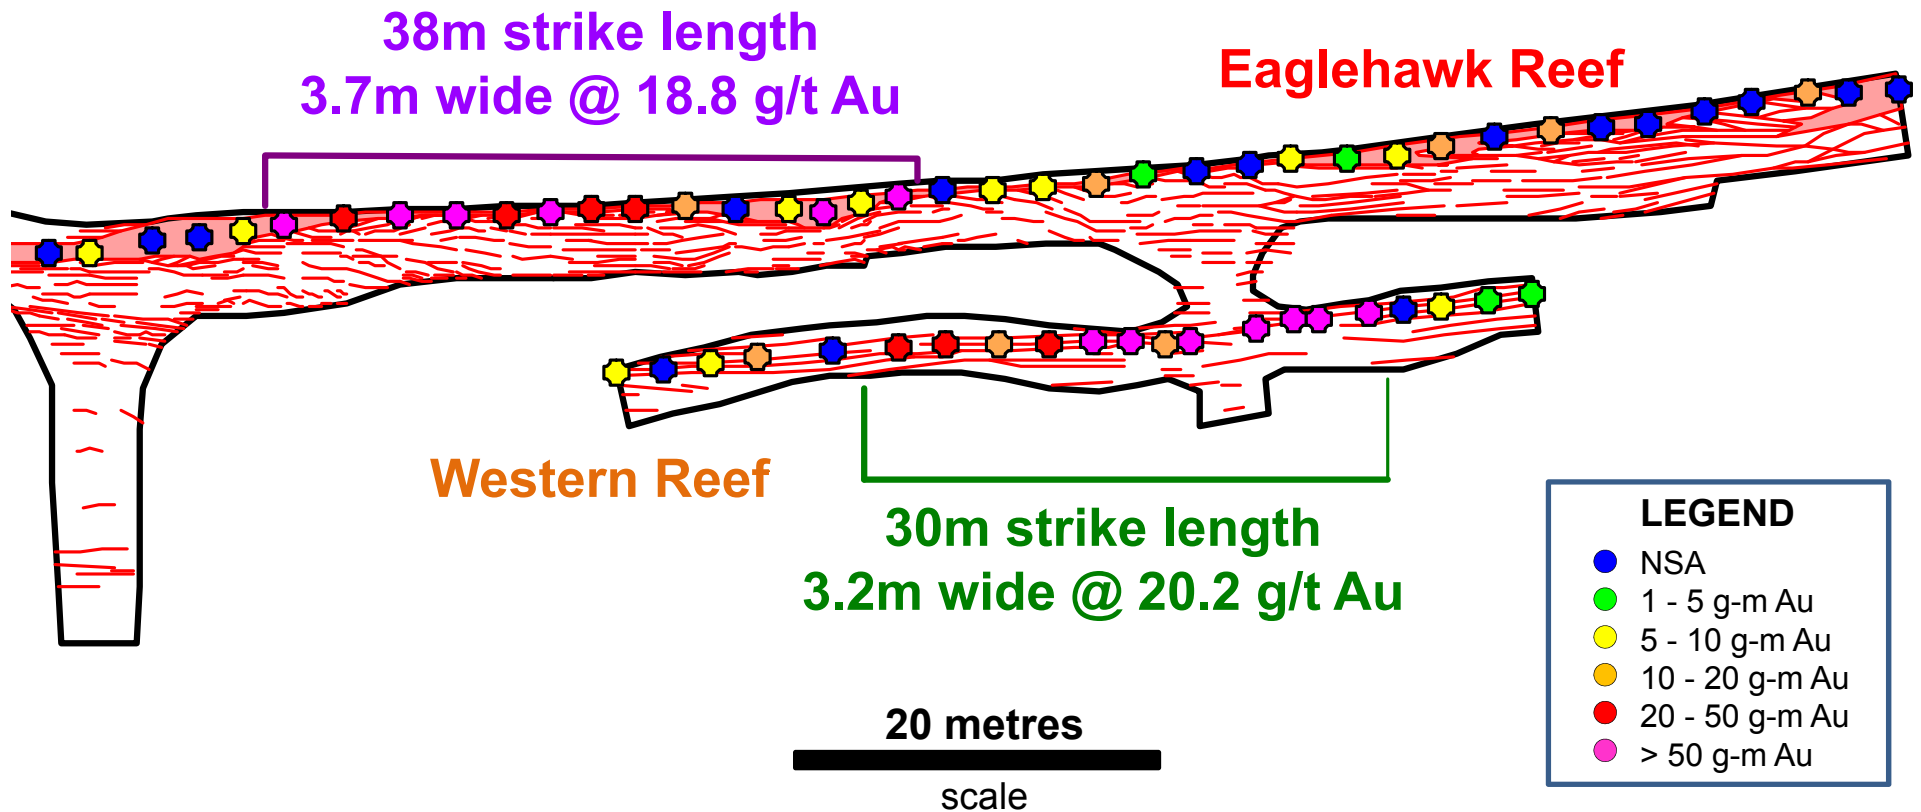 38m strike length
3.7m wide @ 18.8 g/t Au
Eaglehawk Reef
Western Reef
30m strike length
3.2m wide @ 20.2 g/t Au
20 metres
scale
LEGEND
NSA
1 - 5 g-m Au
5 - 10 g-m Au
10 - 20 g-m Au
20 - 50 g-m Au
> 50 g-m Au